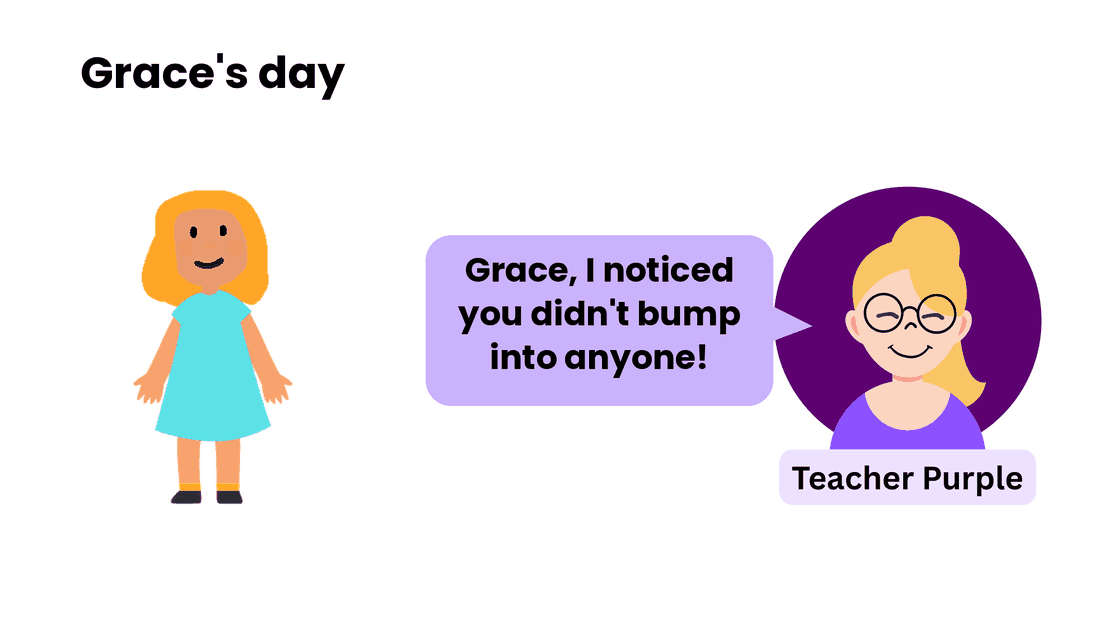 Grace's day
Grace, I noticed
you didn't bump
into anyone!
Teacher Purple